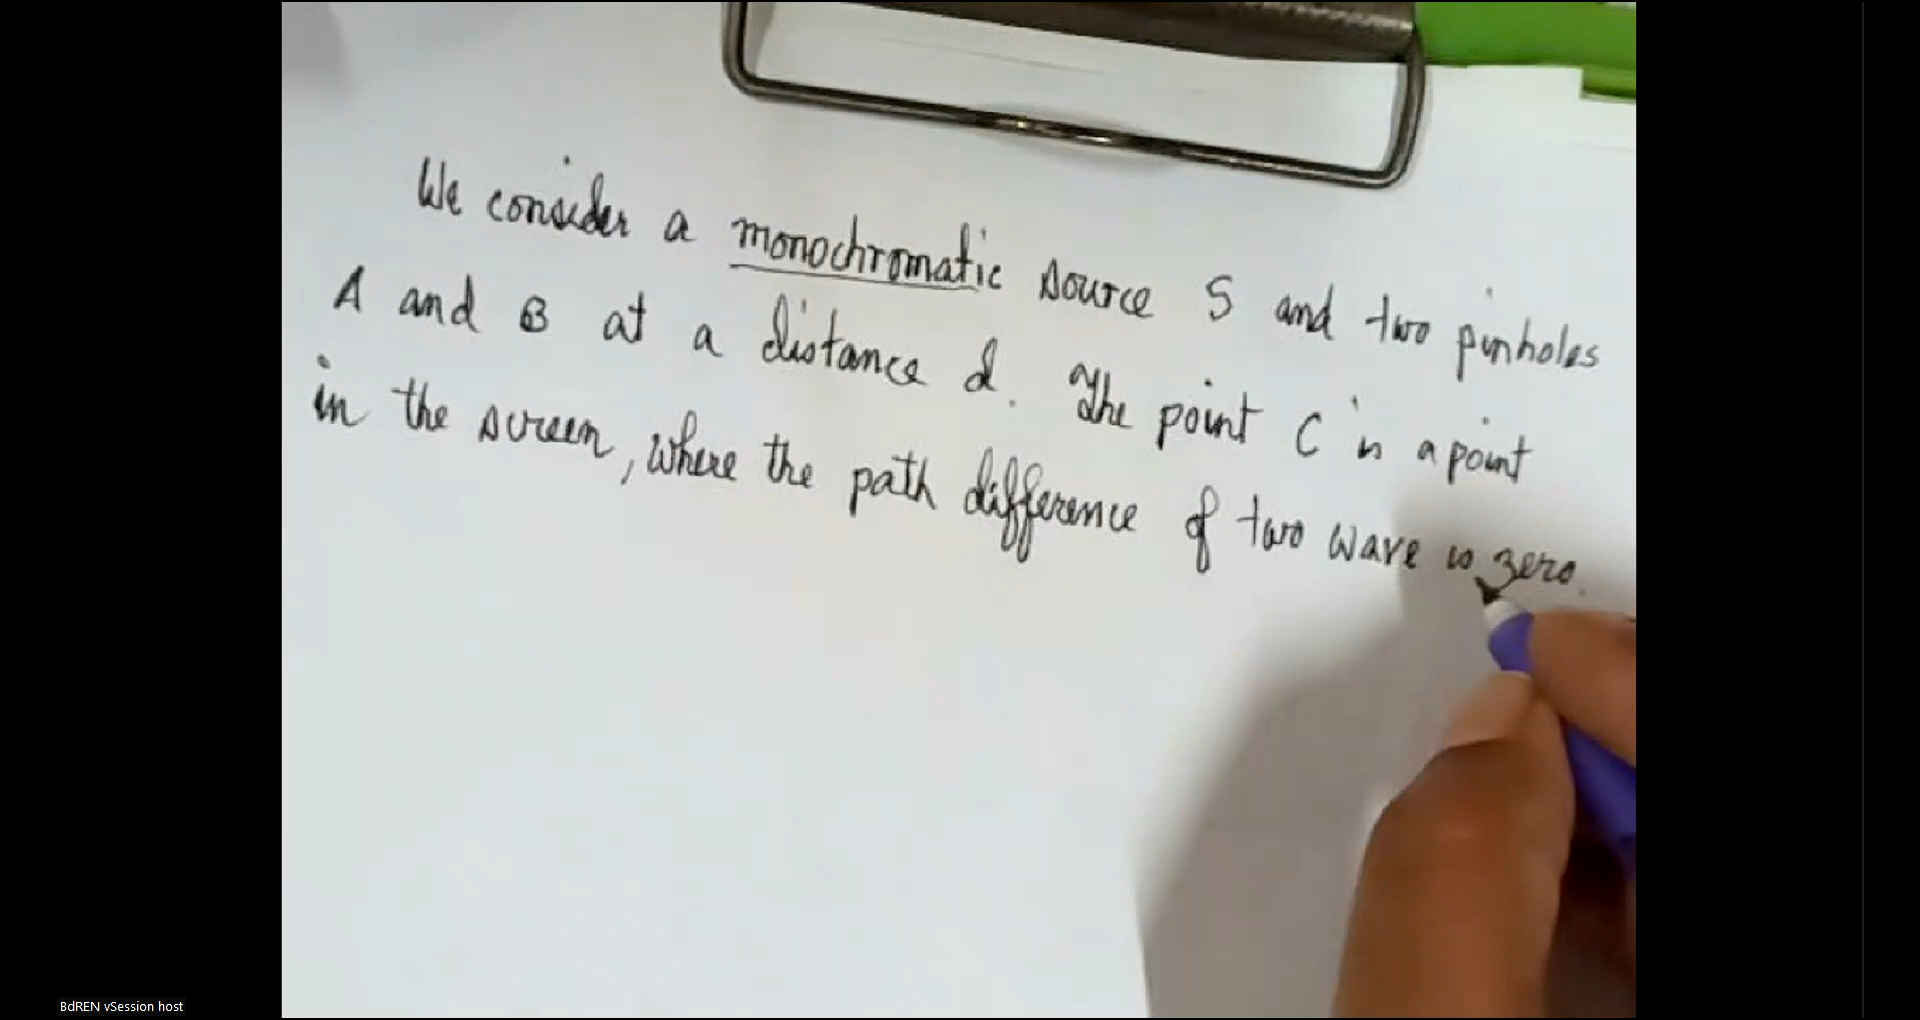 We consider a monochromatic source S and two pinholes
A and B at a distance d. The point C is a point
in the screen, where the path difference of two wave is zero.
BdREN vSession host